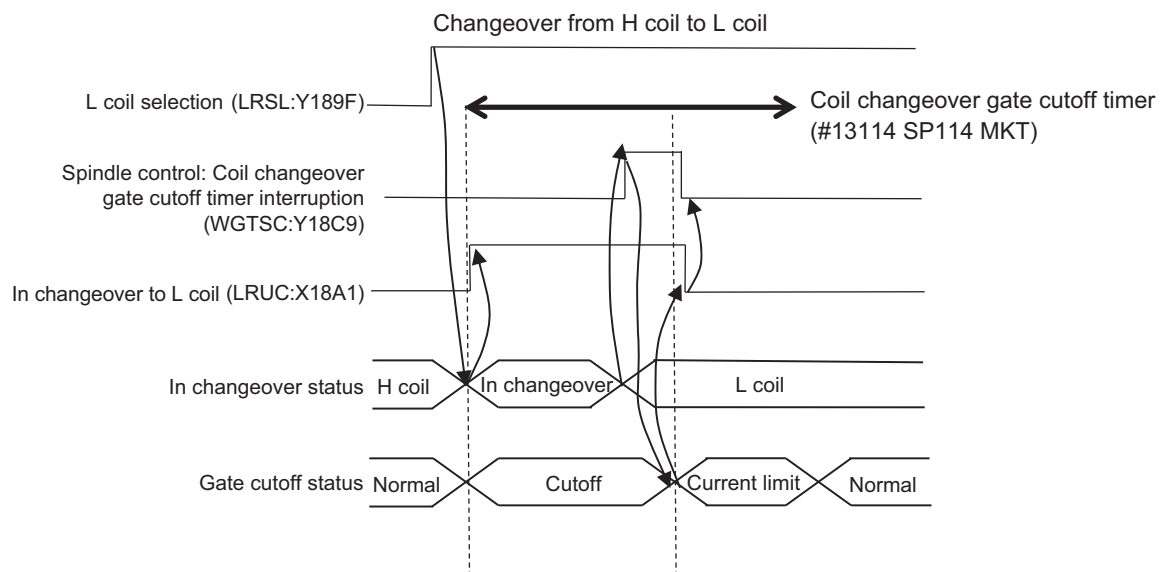 Changeover from H coil to L coil
L coil selection (LRSL:Y189F)
Coil changeover gate cutoff timer
(#13114 SP114 MKT)
Spindle control: Coil changeover
gate cutoff timer interruption
(WGTSC:Y18C9)
In changeover to L coil (LRUC:X18A1)
In changeover status
H coil
In changeover
L coil
Gate cutoff status
Normal
Cutoff
Current limit
Normal